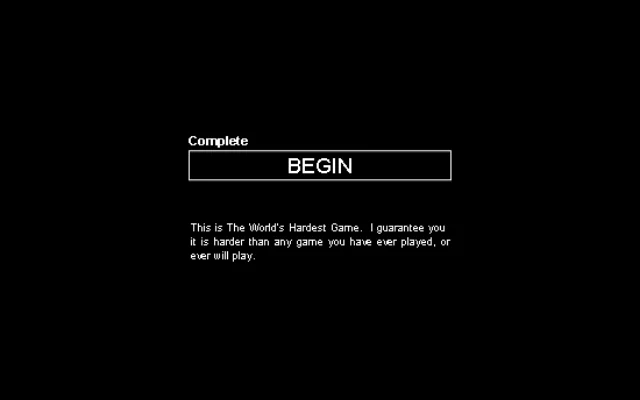 Complete
BEGIN
This is The World's Hardest Game.  I guarantee you
it is harder than any game you have ever played, or
ever will play.